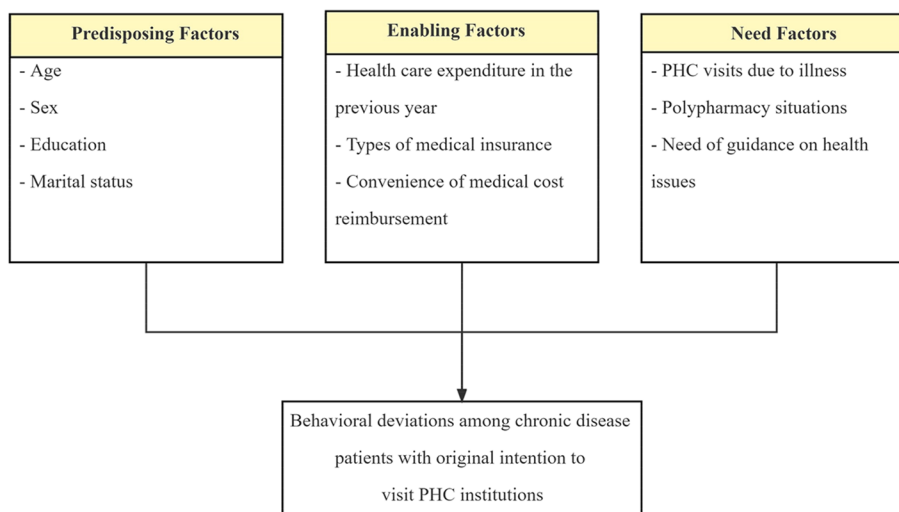 Predisposing Factors
- Age
- Sex
- Education
- Marital status
Enabling Factors
- Health care expenditure in the
previous year
- Types of medical insurance
- Convenience of medical cost
reimbursement
Need Factors
- PHC visits due to illness
- Polypharmacy situations
- Need of guidance on health
issues
Behavioral deviations among chronic disease
patients with original intention to
visit PHC institutions